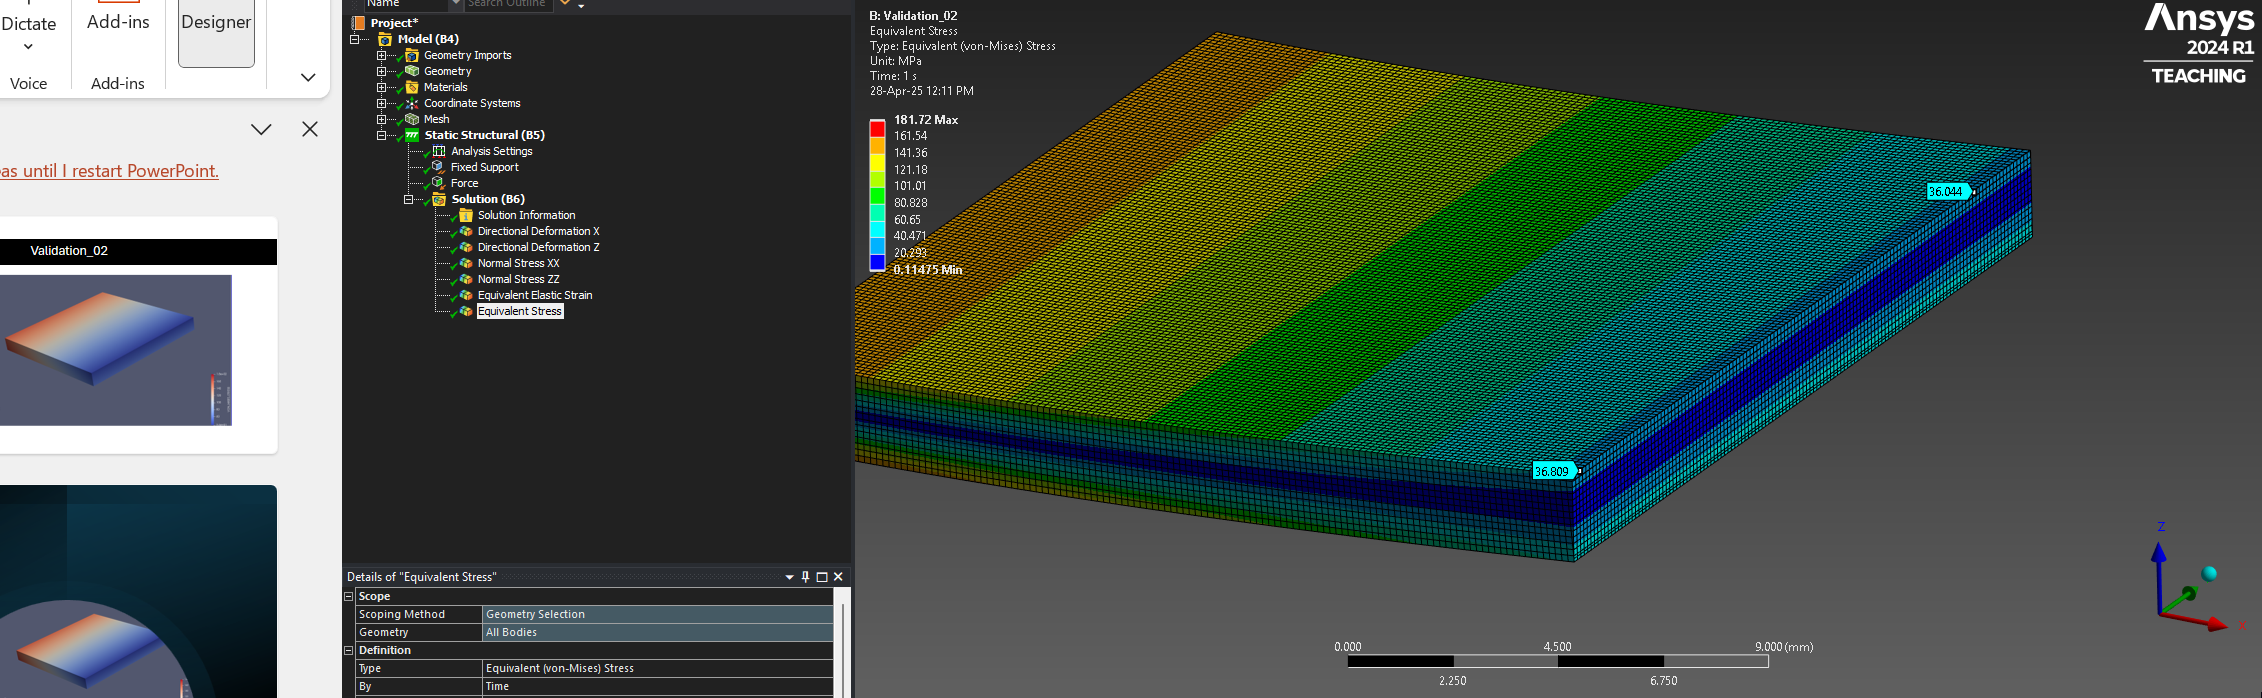 Dictate
Add-ins
Designer
Voice
Add-ins
as until I restart PowerPoint.
Validation_02
Name
Search Outline
Project*
Model (B4)
Geometry Imports
Geometry
Materials
Coordinate Systems
Mesh
Static Structural (B5)
Analysis Settings
Fixed Support
Force
Solution (B6)
Solution Information
Directional Deformation X
Directional Deformation Z
Normal Stress XX
Normal Stress ZZ
Equivalent Elastic Strain
Equivalent Stress
Details of "Equivalent Stress"
Scope
Scoping Method Geometry Selection
Geometry All Bodies
Definition
Type Equivalent (von-Mises) Stress
By Time
B: Validation_02
Equivalent Stress
Type: Equivalent (von-Mises) Stress
Unit: MPa
Time: 1 s
28-Apr-25 12:11 PM
181.72 Max
161.54
141.36
121.18
101.01
80.828
60.65
40.471
20.293
0.11475 Min
36.044
36.809
Ansys
2024 R1
TEACHING
0.000 4.500 9.000 (mm)
2.250 6.750
Z
X